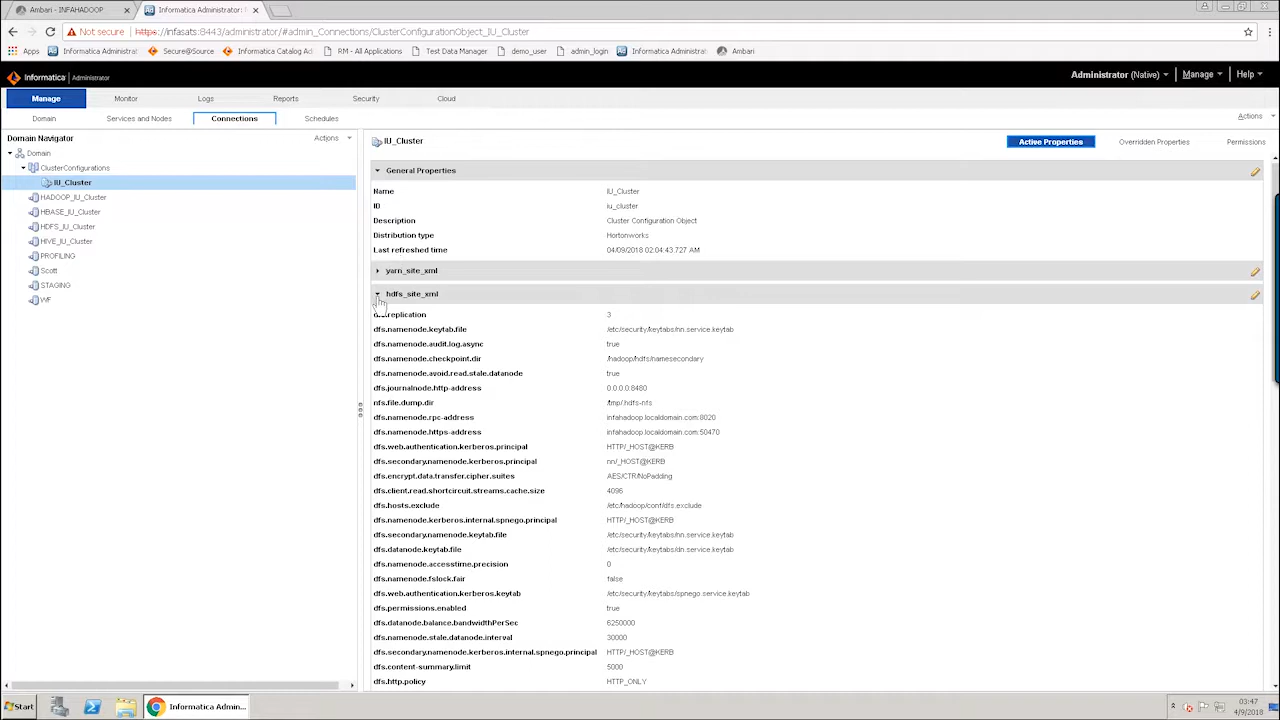 Ambari - INFAHADOOP
Informatica Administrator:
Not secure https://infasats:8443/administrator/#admin_Connections/ClusterConfigurationObject_IU_Cluster
Apps Informatica Administrat Secure@Source Informatica Catalog Ad RM - All Applications Test Data Manager demo_user admin_login Informatica Administr Ambari
Informatica Administrator
Administrator (Native) Manage Help
Manage Monitor Logs Reports Security Cloud
Domain Services and Nodes Connections Schedules Actions
Domain Navigator Actions
Domain
ClusterConfigurations
IU_Cluster
HADOOP_IU_Cluster
HBASE_IU_Cluster
HDFS_IU_Cluster
HIVE_IU_Cluster
PROFILING
Scott
STAGING
WF
IU_Cluster Active Properties Overridden Properties Permissions
General Properties
Name IU_Cluster
ID iu_cluster
Description Cluster Configuration Object
Distribution type Hortonworks
Last refreshed time 04/09/2018 02.04:43.727 AM
yarn_site_xml
hdfs_site_xml
dfs.replication 3
dfs.namenode.keytab.file /etc/security/keytabs/nn.service.keytab
dfs.namenode.audit.log.async true
dfs.namenode.checkpoint.dir /hadoop/hdfs/namesecondary
dfs.namenode.avoid.read.stale.datanode true
dfs.journalnode.http-address 0.0.0.0:8480
nfs.file.dump.dir /tmp/.hdfs-nfs
dfs.namenode.rpc-address infahadoop.localdomain.com:8020
dfs.namenode.https-address infahadoop.localdomain.com:50470
dfs.web.authentication.kerberos.principal HTTP/_HOST@KERB
dfs.secondary.namenode.kerberos.principal nn/_HOST@KERB
dfs.encrypt.data.transfer.cipher.suites AES/CTR/NoPadding
dfs.client.read.shortcircuit.streams.cache.size 4096
dfs.hosts.exclude /etc/hadoop/conf/dfs.exclude
dfs.namenode.kerberos.internal.spnego.principal HTTP/_HOST@KERB
dfs.secondary.namenode.keytab.file /etc/security/keytabs/nn.service.keytab
dfs.datanode.keytab.file /etc/security/keytabs/dn.service.keytab
dfs.namenode.accesstime.precision 0
dfs.namenode.fslock.fair false
dfs.web.authentication.kerberos.keytab /etc/security/keytabs/spnego.service.keytab
dfs.permissions.enabled true
dfs.datanode.balance.bandwidthPerSec 6250000
dfs.namenode.stale.datanode.interval 30000
dfs.secondary.namenode.kerberos.internal.spnego.principal HTTP/_HOST@KERB
dfs.content-summary.limit 5000
dfs.http.policy HTTP_ONLY
Start Informatica Admin... 03:47
4/9/2018